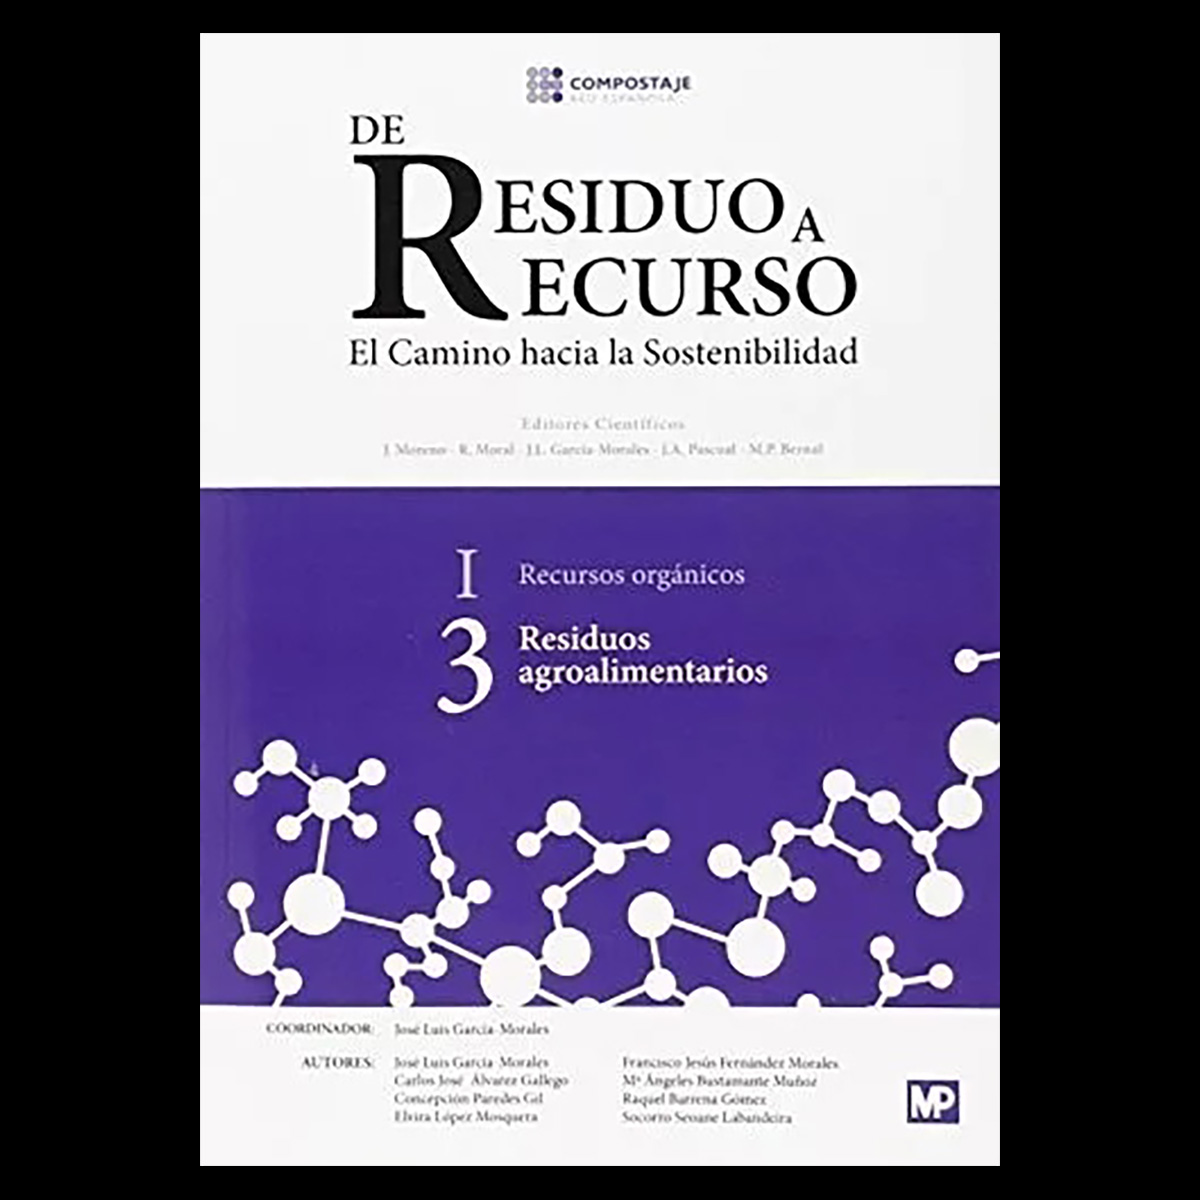 COMPOSTAJE
RED ESPAÑOLA
DE
RESIDUO A
RECURSO
El Camino hacia la Sostenibilidad
Editores Científicos
J. Moreno · R. Moral · J.L. García-Morales · J.A. Pascual · M.P. Bernal
I Recursos orgánicos
3 Residuos
agroalimentarios
COORDINADOR: José Luis García-Morales
AUTORES: José Luis García-Morales
Carlos José Álvarez Gallego
Concepción Paredes Gil
Elvira López Mosquera
Francisco Jesús Fernández Morales
Mª Ángeles Bustamante Muñoz
Raquel Barrena Gómez
Socorro Seoane Labandeira
MP